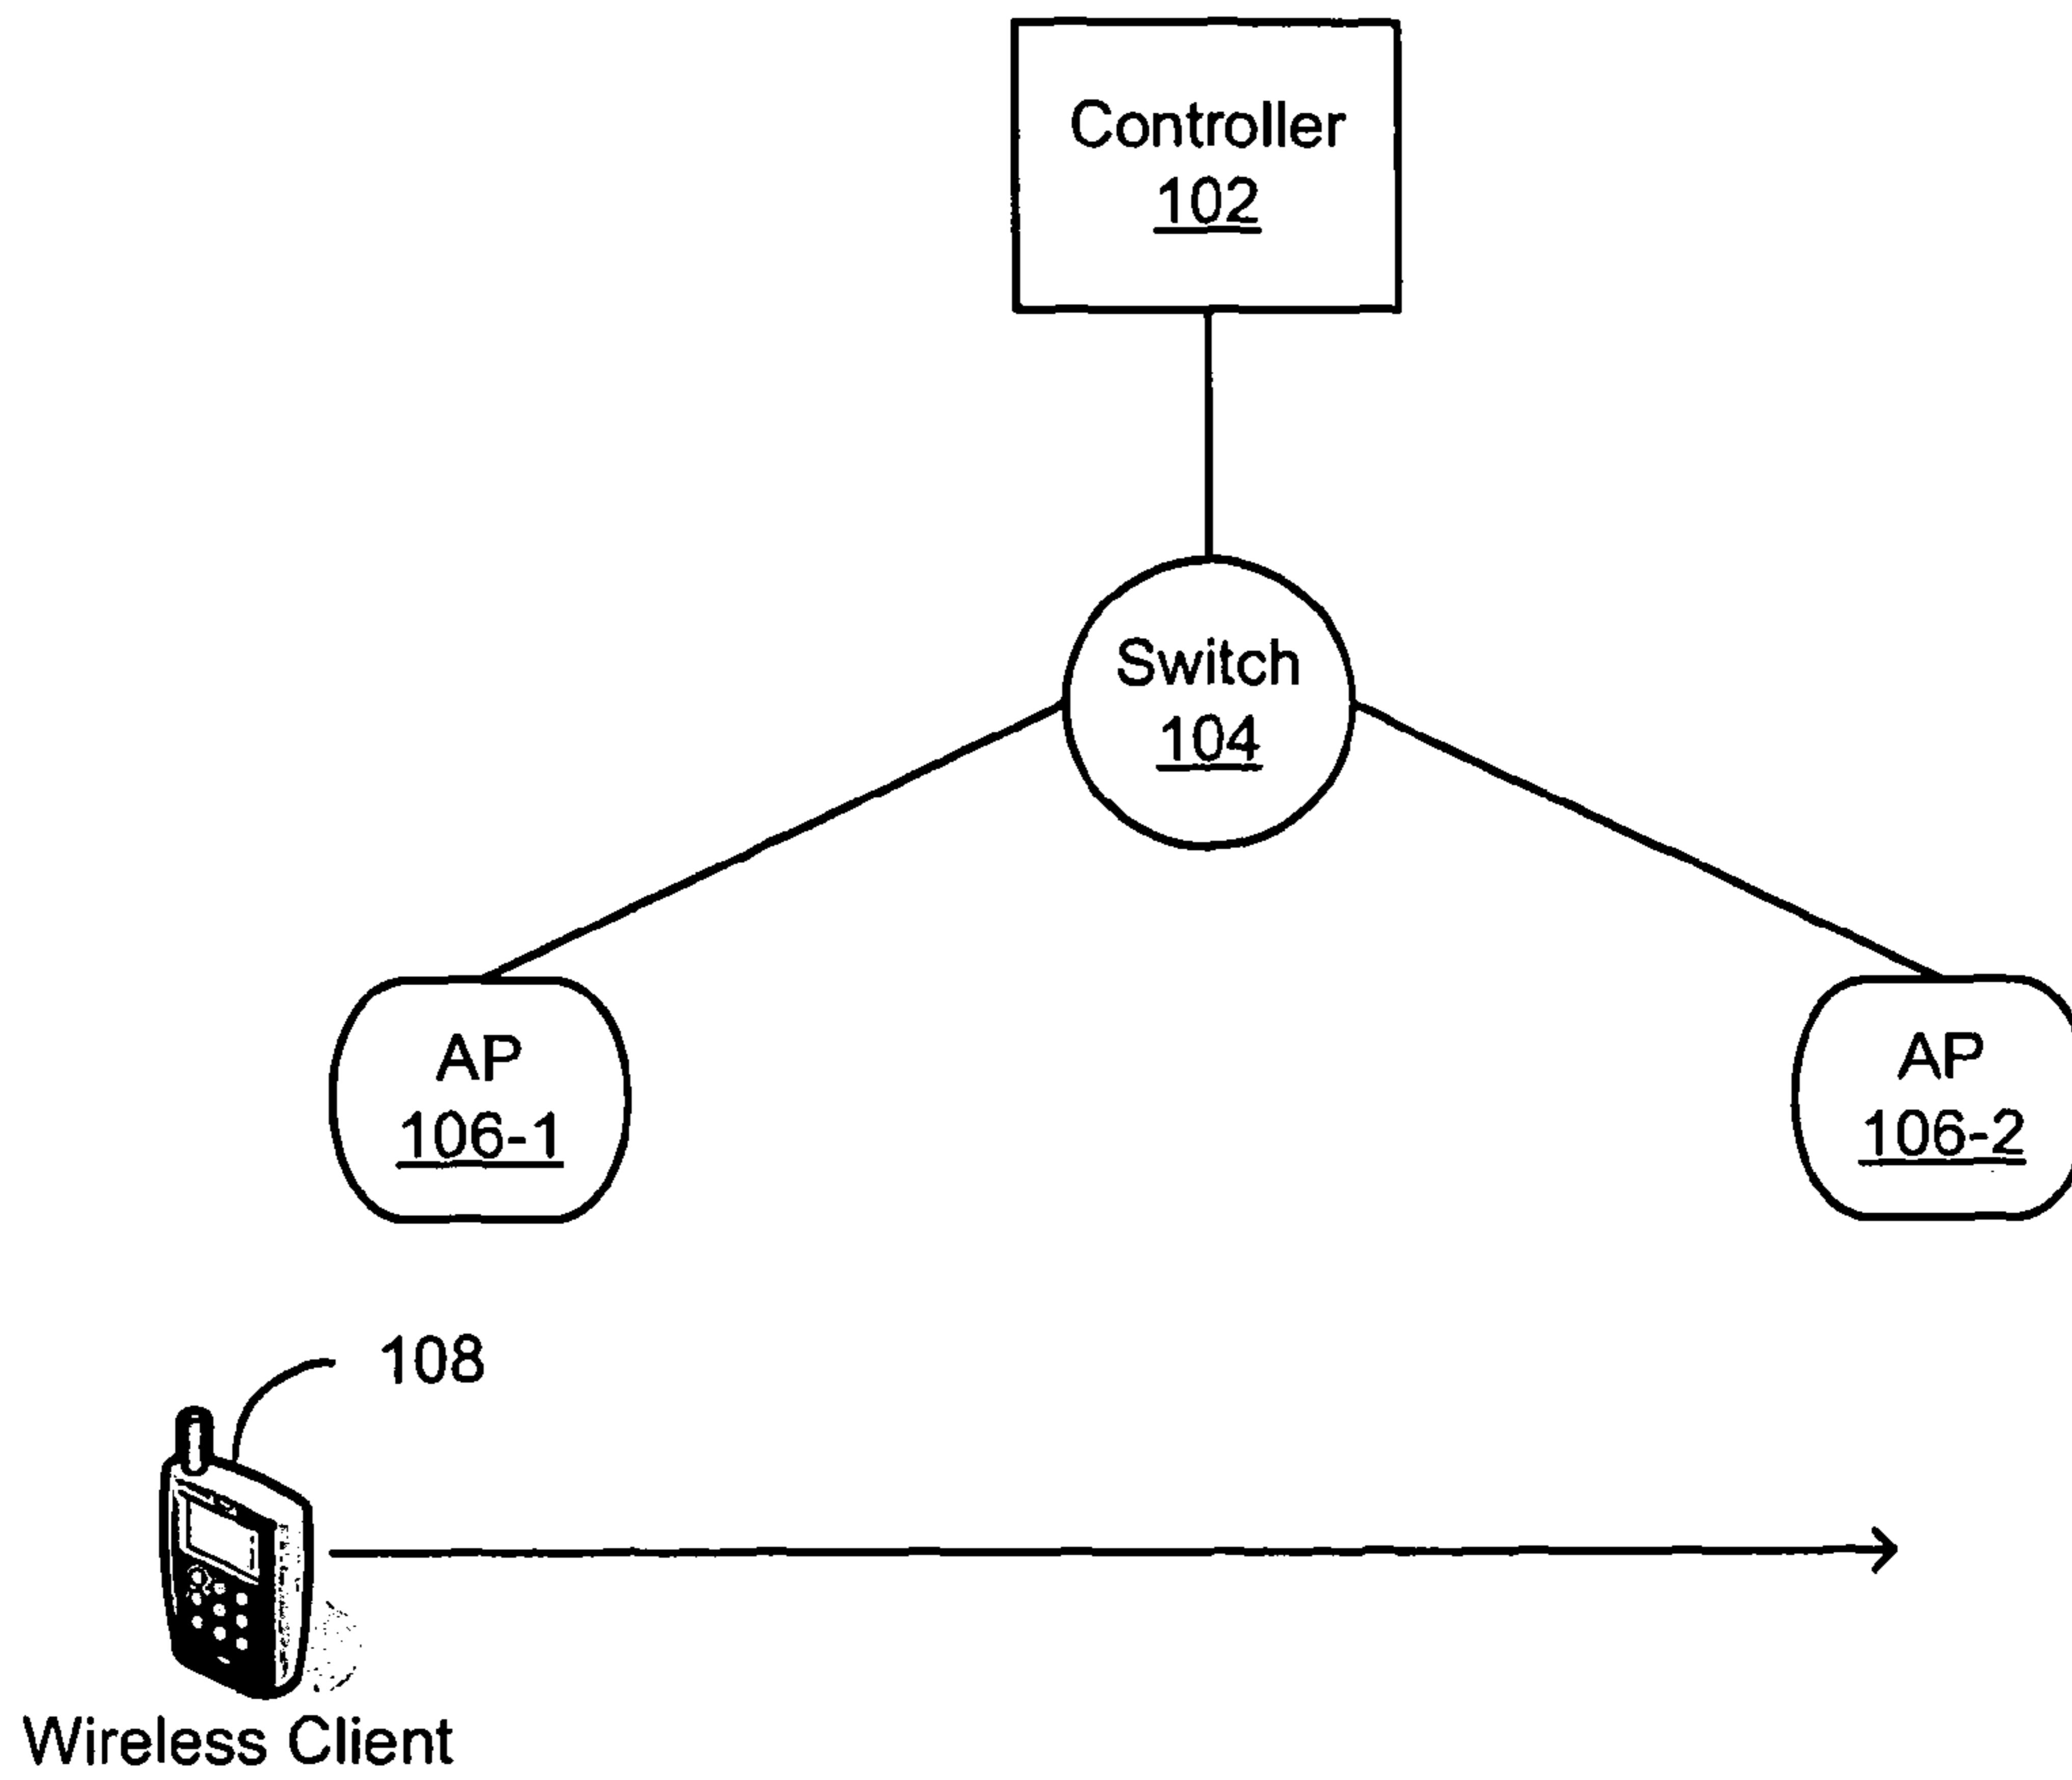 Controller
102
Switch
104
AP
106-1
AP
106-2
108
Wireless Client